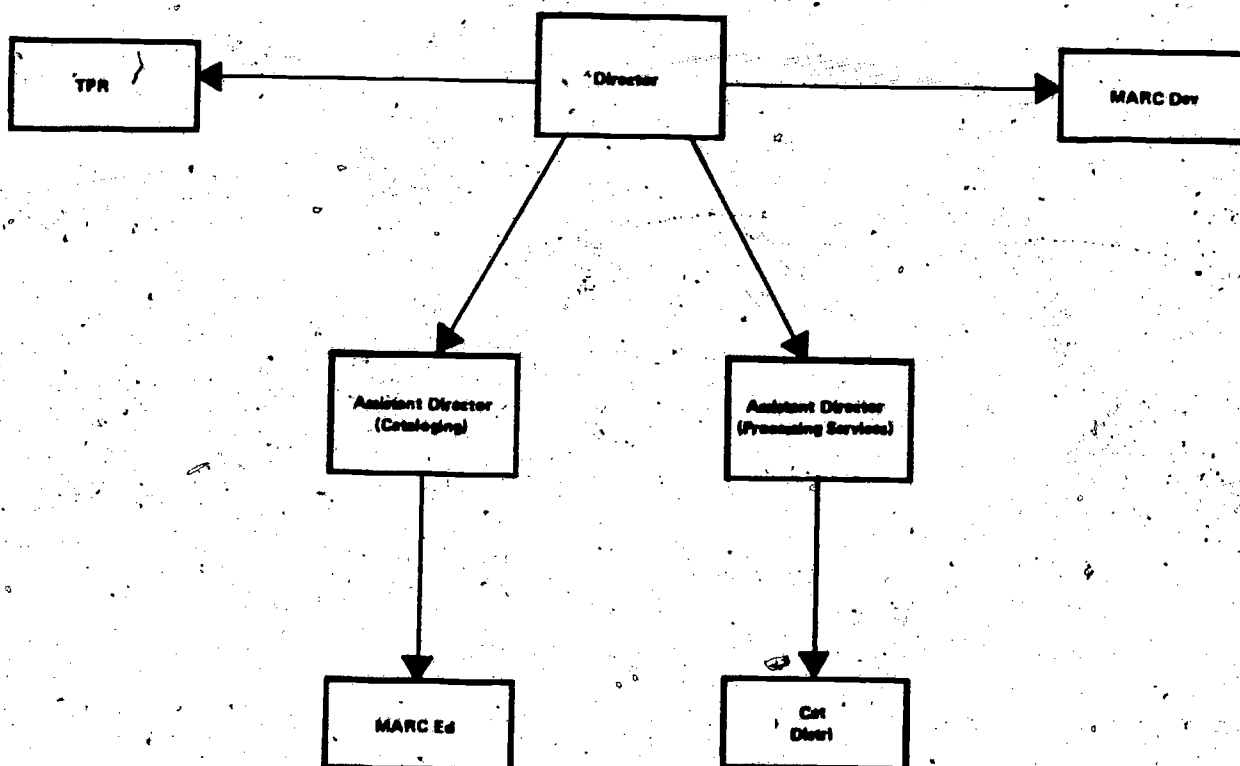 TPR
Director
MARC Dev
Assistant Director
(Cataloging)
Assistant Director
(Processing Services)
MARC Ed
Cat
Distri